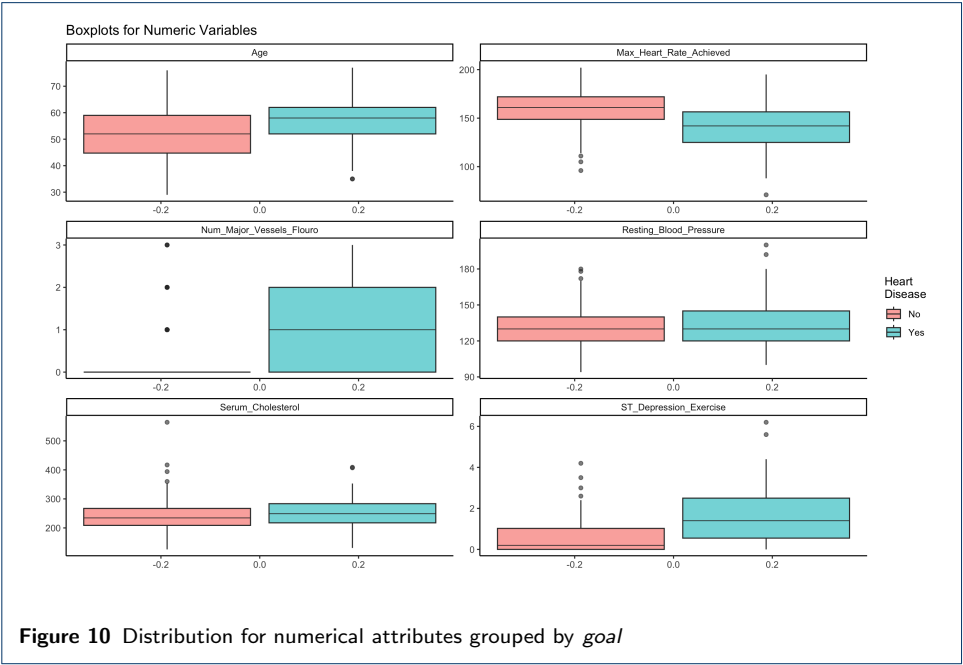 Boxplots for Numeric Variables
Age
Max_Heart_Rate_Achieved
70
60
50
40
30
-0.2 0.0 0.2
200
150
100
-0.2 0.0 0.2
Num_Major_Vessels_Flouro
Resting_Blood_Pressure
3
2
1
0
-0.2 0.0 0.2
180
150
120
90
-0.2 0.0 0.2
Heart
Disease
No
Yes
Serum_Cholesterol
ST_Depression_Exercise
500
400
300
200
-0.2 0.0 0.2
6
4
2
0
-0.2 0.0 0.2
Figure 10 Distribution for numerical attributes grouped by goal